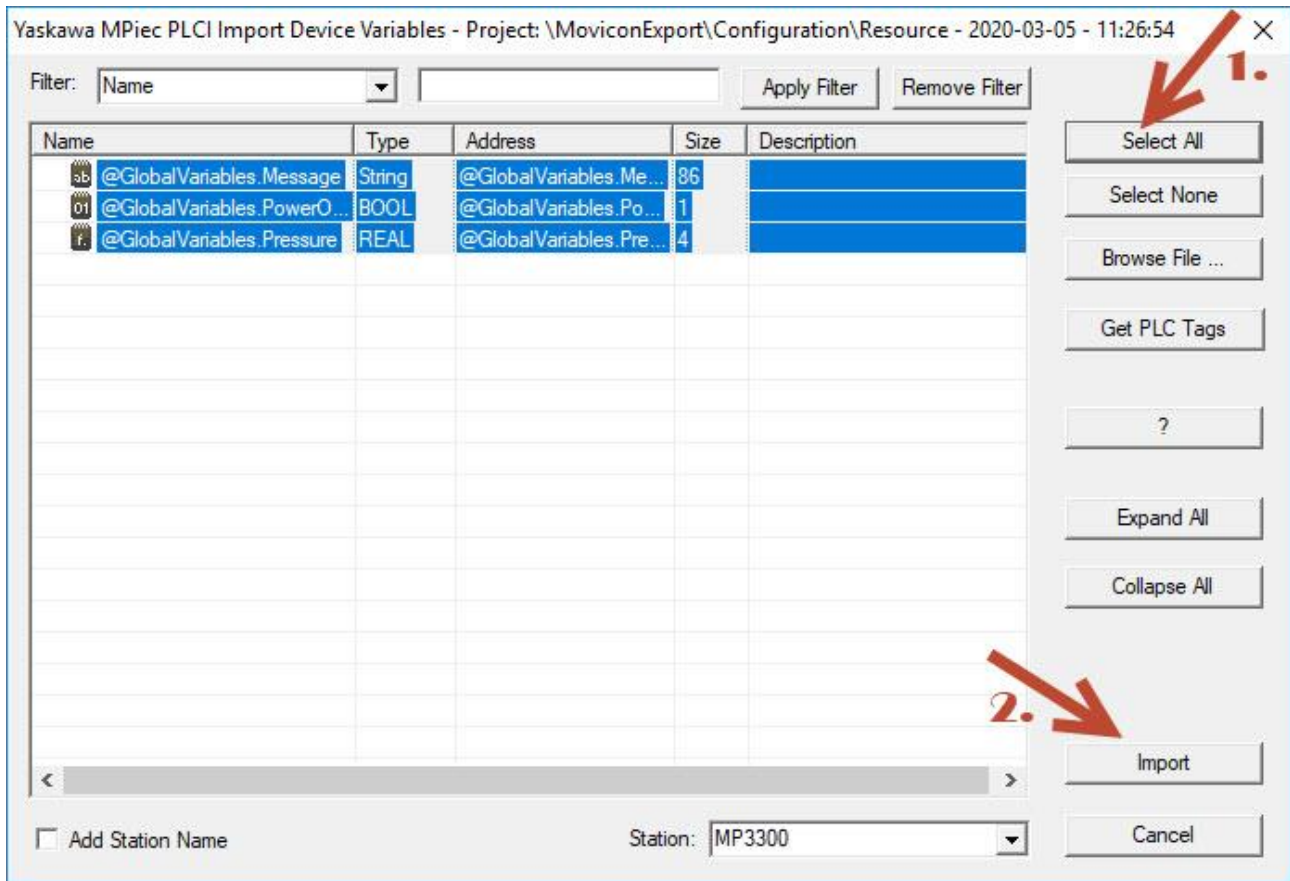 Yaskawa MPiec PLCI Import Device Variables - Project: \MoviconExport\Configuration\Resource - 2020-03-05 - 11:26:54
1.
Filter: Name Apply Filter Remove Filter
Name Type Address Size Description Select All
@GlobalVariables.Message String @GlobalVariables.Me... 86
Select None
@GlobalVariables.PowerO... BOOL @GlobalVariables.Po... 1
@GlobalVariables.Pressure REAL @GlobalVariables.Pre... 4
Browse File ...
Get PLC Tags
?
Expand All
Collapse All
2.
Import
Add Station Name Station: MP3300 Cancel